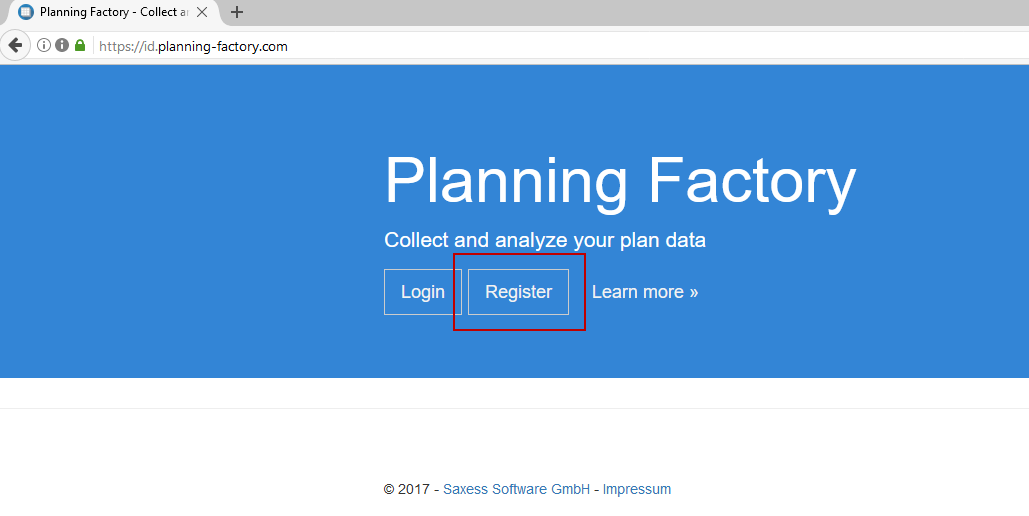 Planning Factory - Collect a
https://id.planning-factory.com
Planning Factory
Collect and analyze your plan data
Login Register Learn more »
© 2017 - Saxess Software GmbH - Impressum